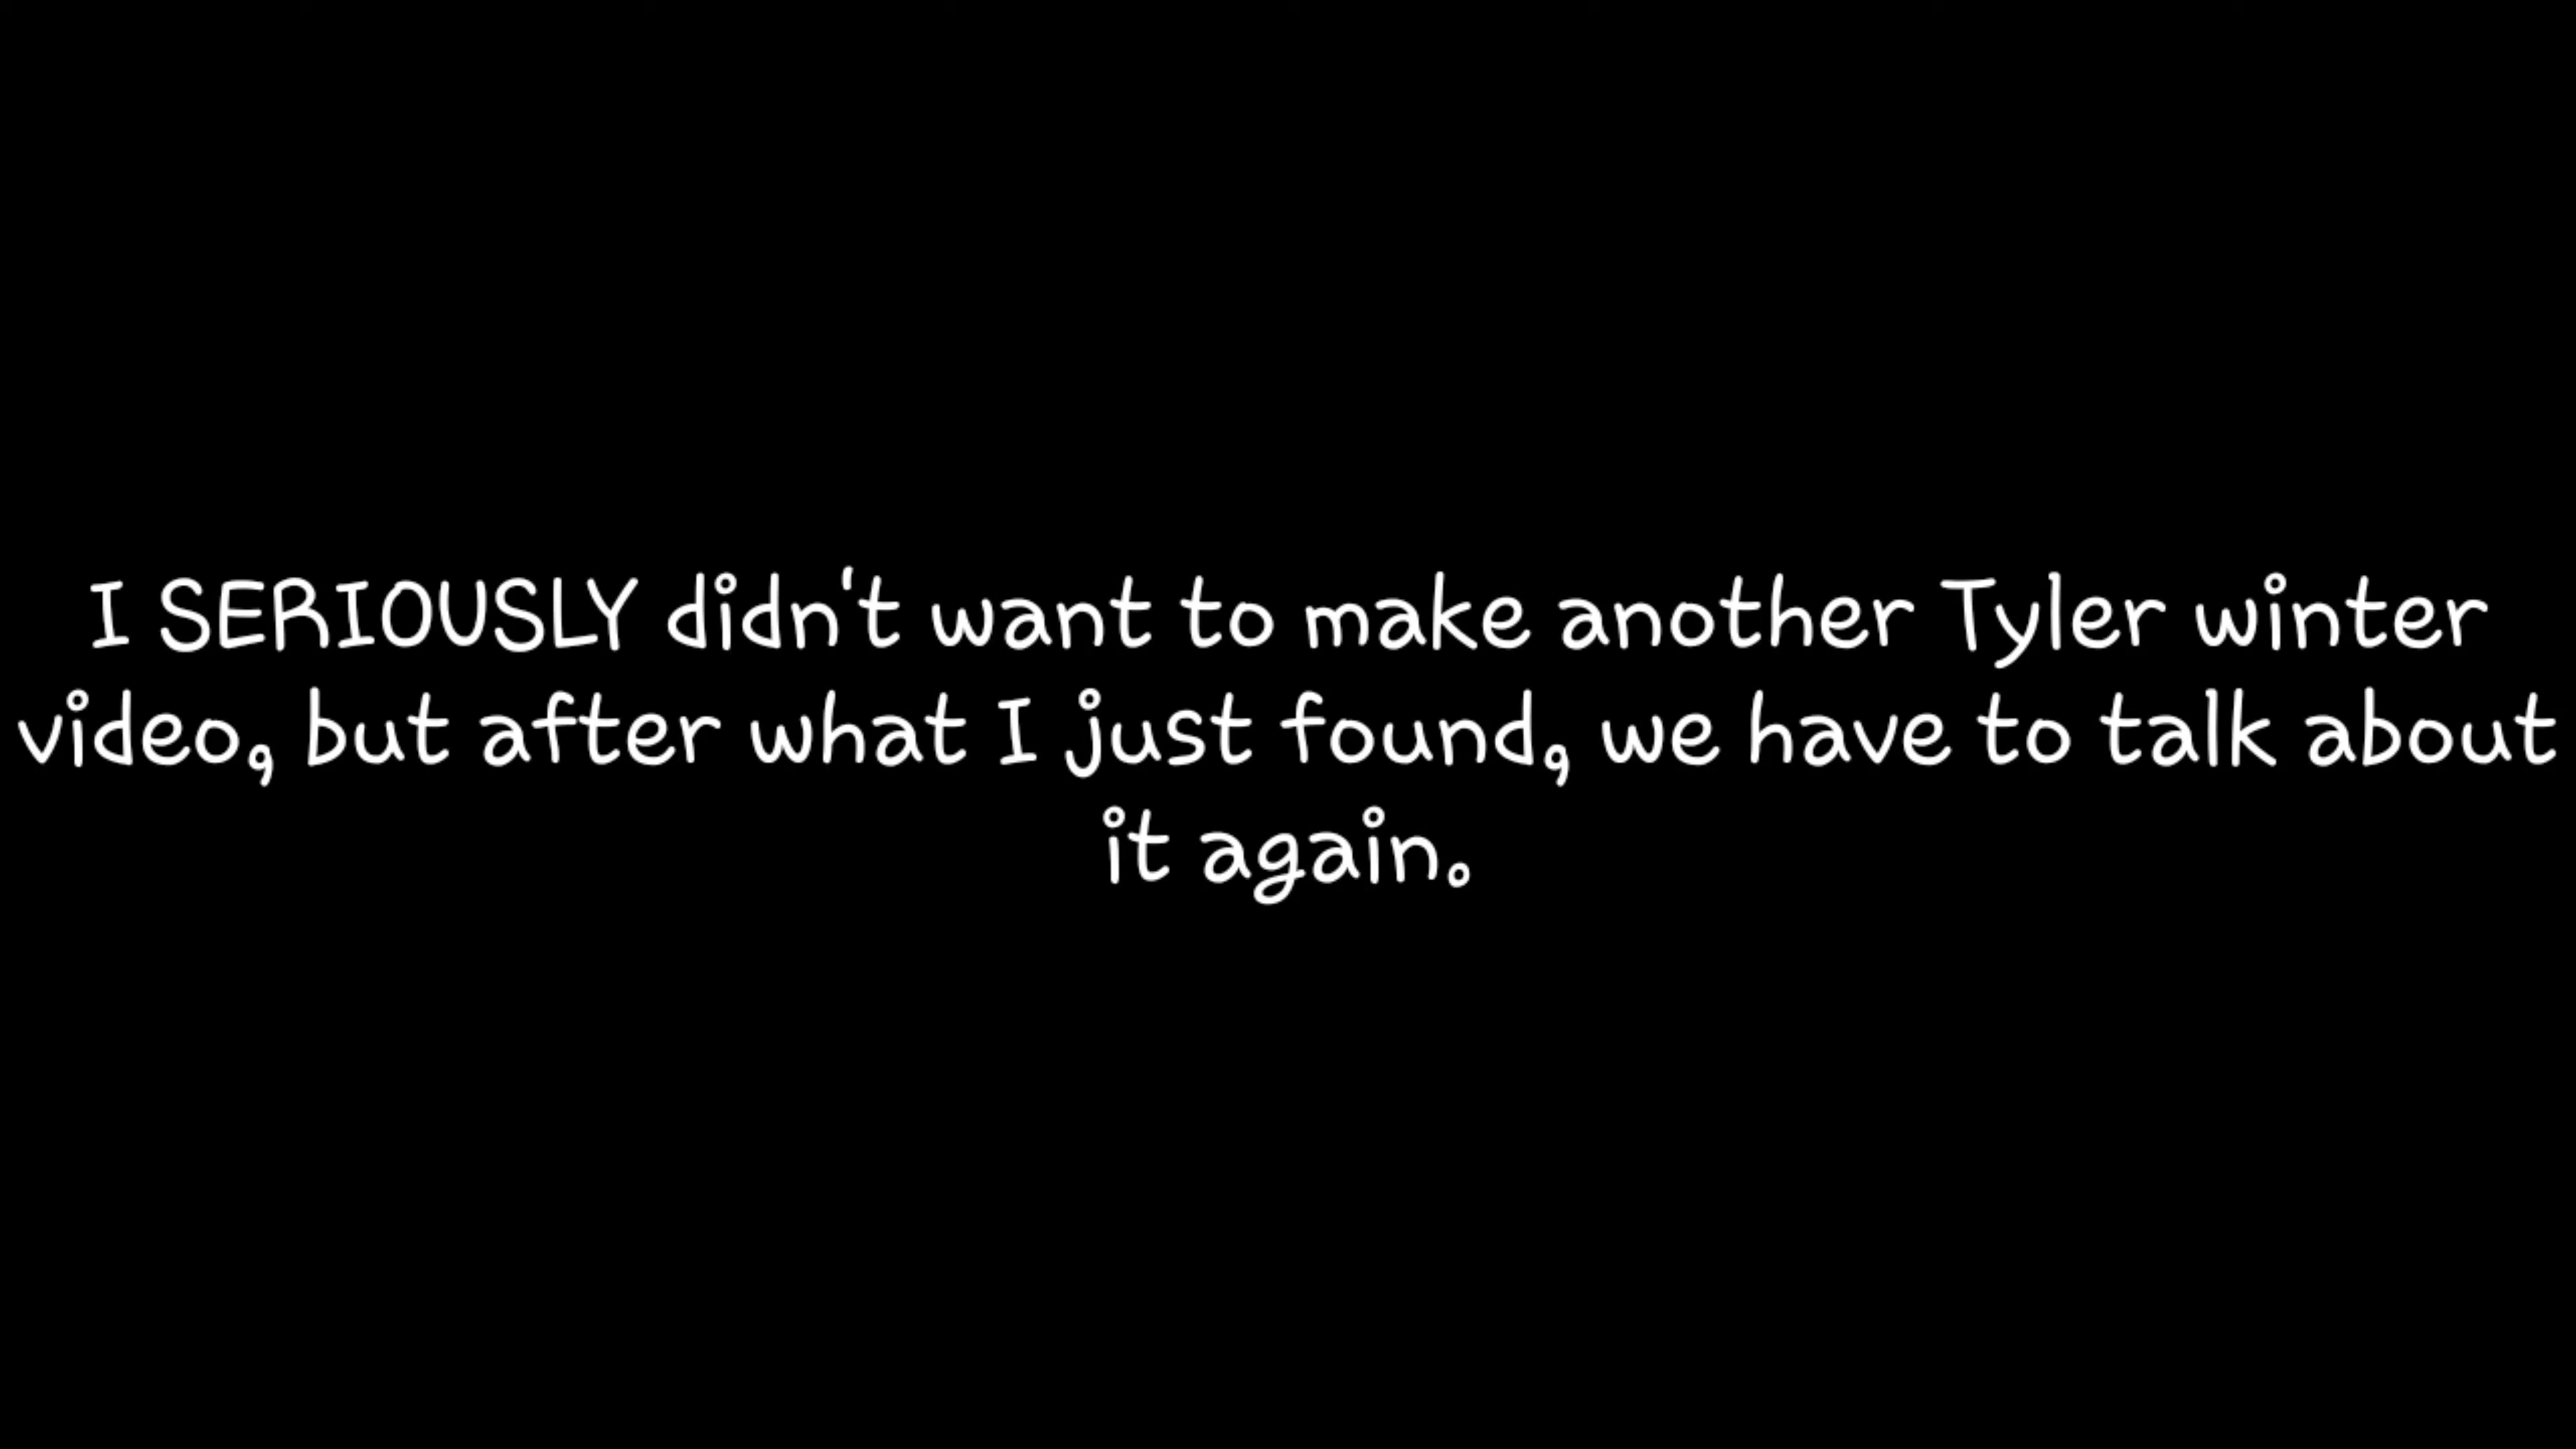 I SERIOUSLY didn't want to make another Tyler winter
video, but after what I just found, we have to talk about
it again.